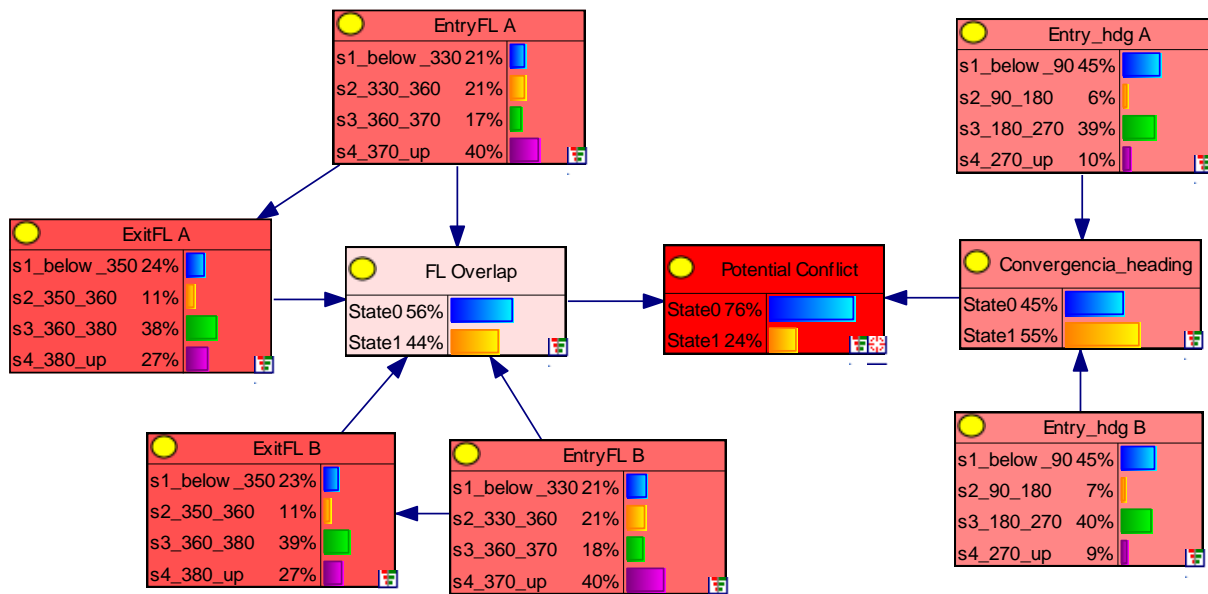 EntryFL A
s1_below _330 21%
s2_330_360 21%
s3_360_370 17%
s4_370_up 40%
Entry_hdg A
s1_below _90 45%
s2_90_180 6%
s3_180_270 39%
s4_270_up 10%
ExitFL A
s1_below _350 24%
s2_350_360 11%
s3_360_380 38%
s4_380_up 27%
FL Overlap
State0 56%
State1 44%
Potential Conflict
State0 76%
State1 24%
Convergencia_heading
State0 45%
State1 55%
ExitFL B
s1_below _350 23%
s2_350_360 11%
s3_360_380 39%
s4_380_up 27%
EntryFL B
s1_below _330 21%
s2_330_360 21%
s3_360_370 18%
s4_370_up 40%
Entry_hdg B
s1_below _90 45%
s2_90_180 7%
s3_180_270 40%
s4_270_up 9%